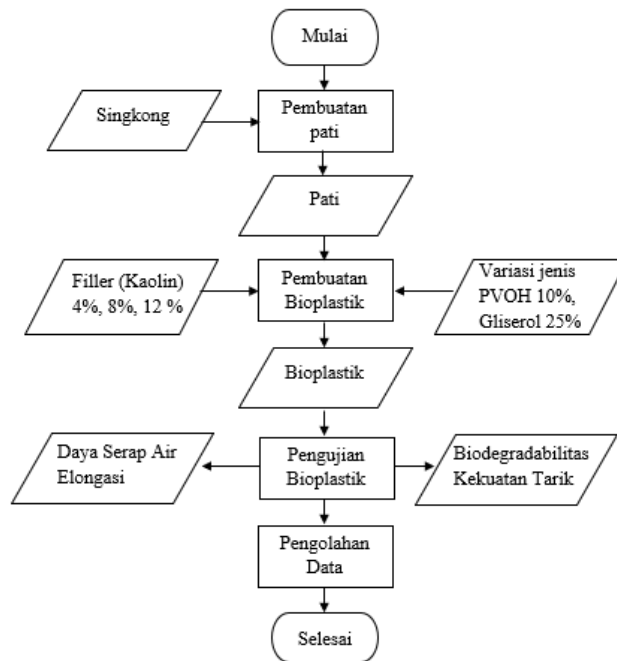 Mulai
Singkong
Pembuatan
pati
Pati
Filler (Kaolin)
4%, 8%, 12 %
Pembuatan
Bioplastik
Variasi jenis
PVOH 10%,
Gliserol 25%
Bioplastik
Daya Serap Air
Elongasi
Pengujian
Bioplastik
Biodegradabilitas
Kekuatan Tarik
Pengolahan
Data
Selesai